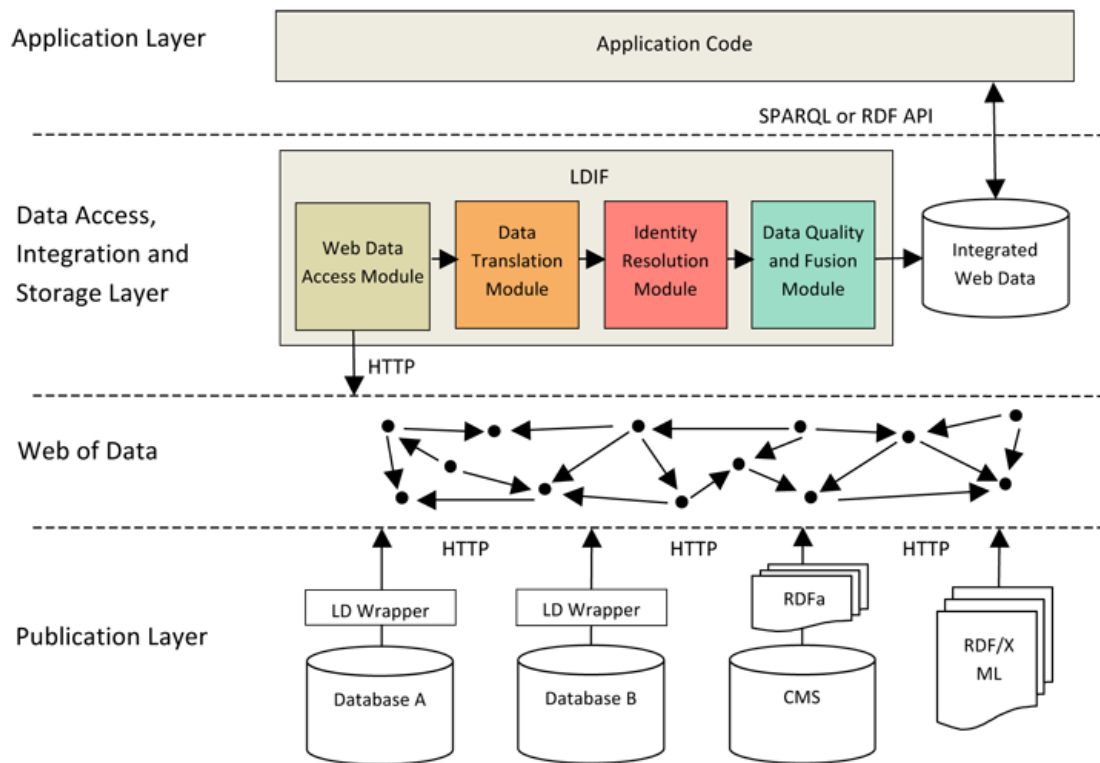 Application Layer
Application Code
SPARQL or RDF API
LDIF
Data Access,
Integration and
Storage Layer
Web Data
Access Module
Data
Translation
Module
Identity
Resolution
Module
Data Quality
and Fusion
Module
Integrated
Web Data
HTTP
Web of Data
HTTP
HTTP
HTTP
Publication Layer
LD Wrapper
LD Wrapper
RDFa
RDF/X
ML
Database A
Database B
CMS